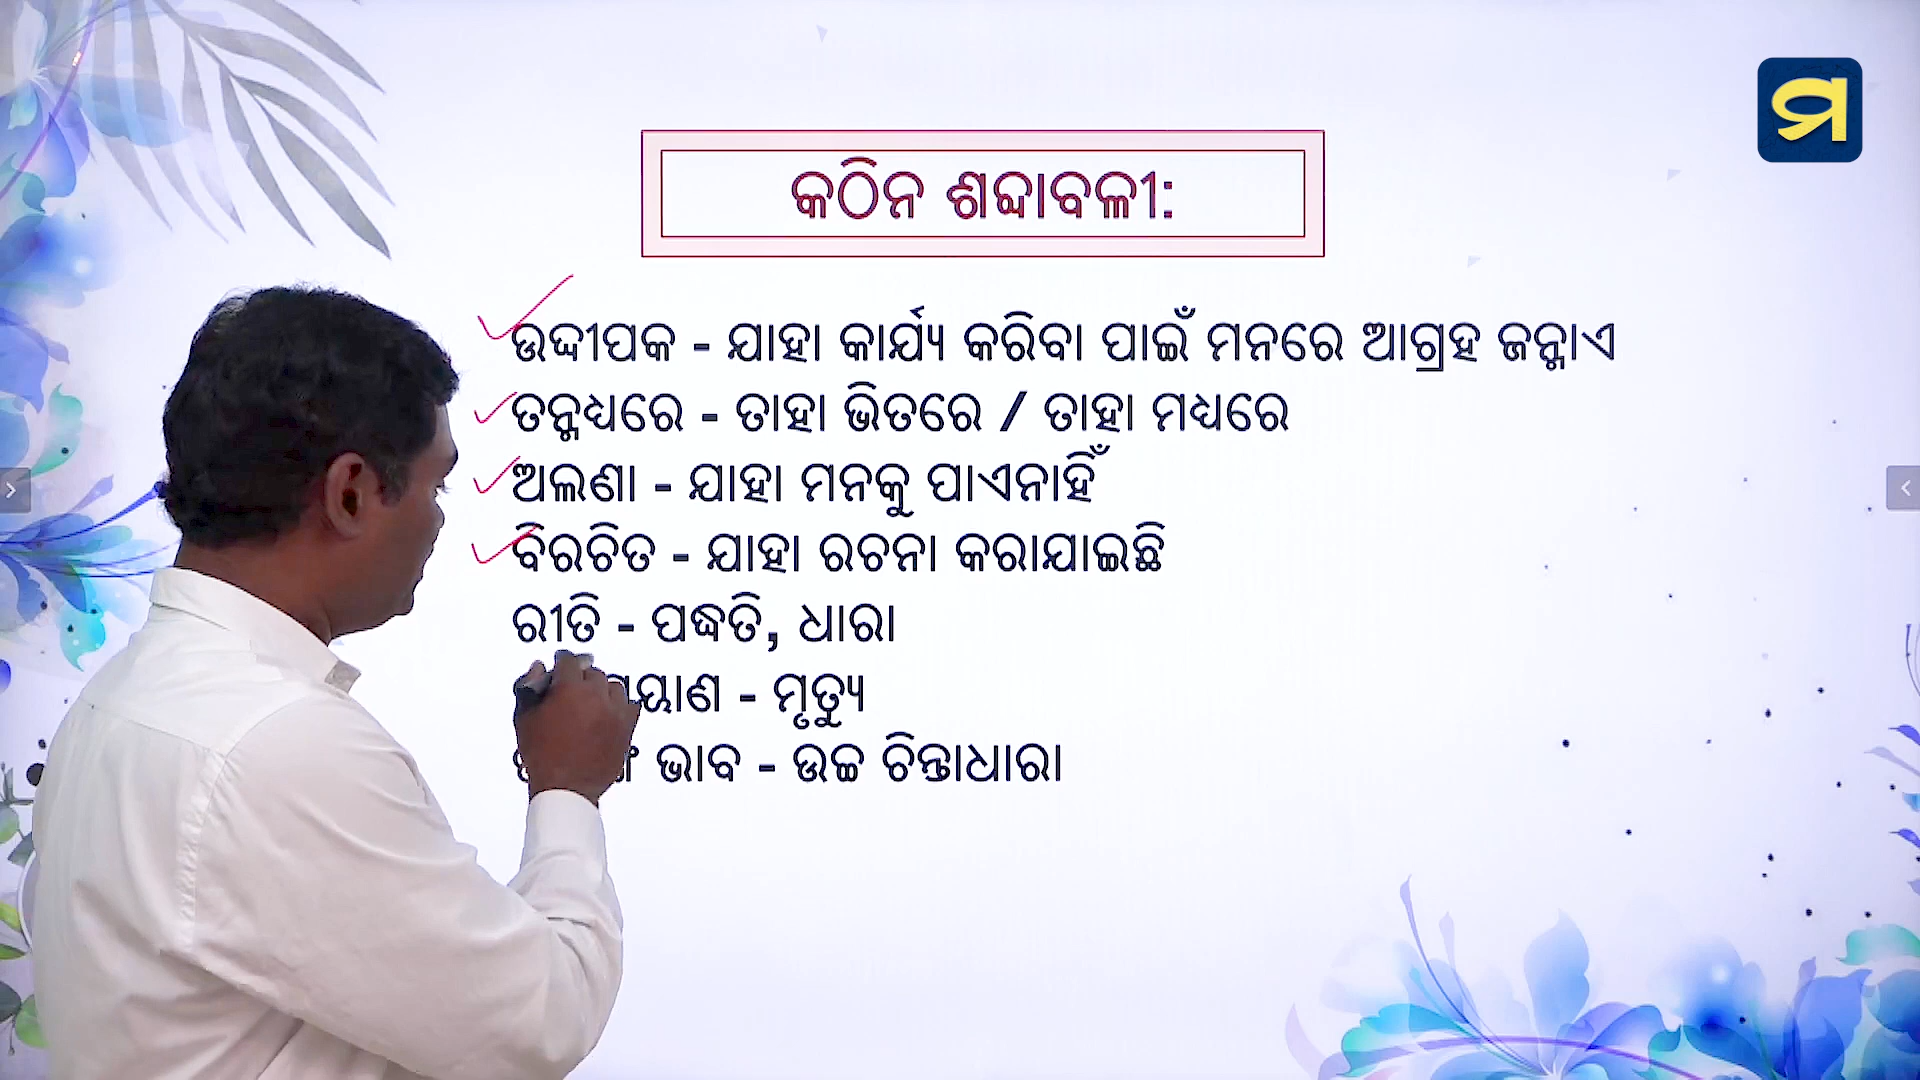 ମ
କଠିନ ଶବ୍ଦାବଳୀ:
ଉଦ୍ଦୀପକ - ଯାହା କାର୍ଯ୍ୟ କରିବା ପାଇଁ ମନରେ ଆଗ୍ରହ ଜନ୍ମାଏ
ତନ୍ମଧ୍ୟରେ - ତାହା ଭିତରେ / ତାହା ମଧ୍ୟରେ
ଅଲଣା - ଯାହା ମନକୁ ପାଏନାହିଁ
ବିରଚିତ - ଯାହା ରଚନା କରାଯାଇଛି
ରୀତି - ପଦ୍ଧତି, ଧାରା
- ମୃତ୍ୟୁ
ଭାବ - ଉଚ୍ଚ ଚିନ୍ତାଧାରା